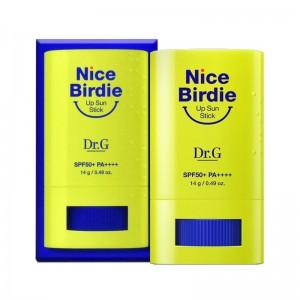 Nice
Birdie
Up Sun
Stick
Dr.G
SPF50+ PA++++
14 g / 0.49 oz.
Nice
Birdie
Up Sun
Stick
Dr.G
SPF50+ PA++++
14 g / 0.49 oz.